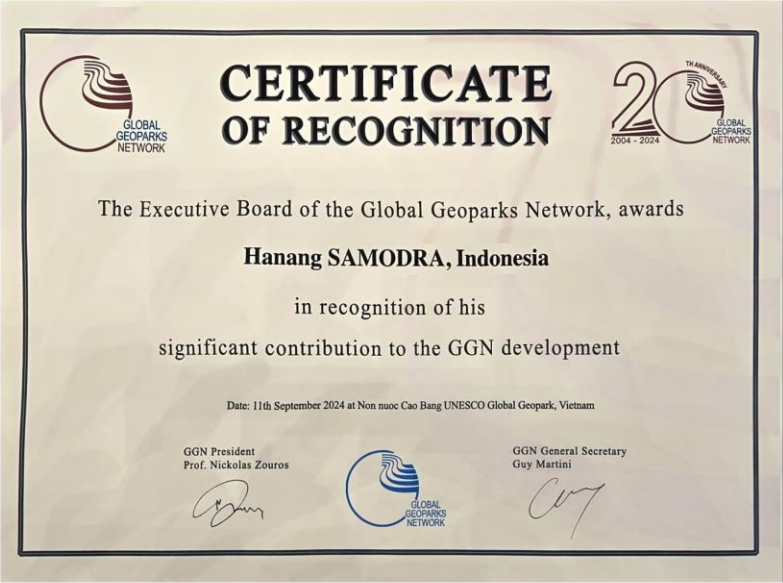 CERTIFICATE
OF RECOGNITION
GLOBAL
GEOPARKS
NETWORK
20
TH ANNIVERSARY
2004 - 2024
GLOBAL
GEOPARKS
NETWORK
The Executive Board of the Global Geoparks Network, awards
Hanang SAMODRA, Indonesia
in recognition of his
significant contribution to the GGN development
Date: 11th September 2024 at Non nuoc Cao Bang UNESCO Global Geopark, Vietnam
GGN President
Prof. Nickolas Zouros
GGN General Secretary
Guy Martini
GLOBAL
GEOPARKS
NETWORK